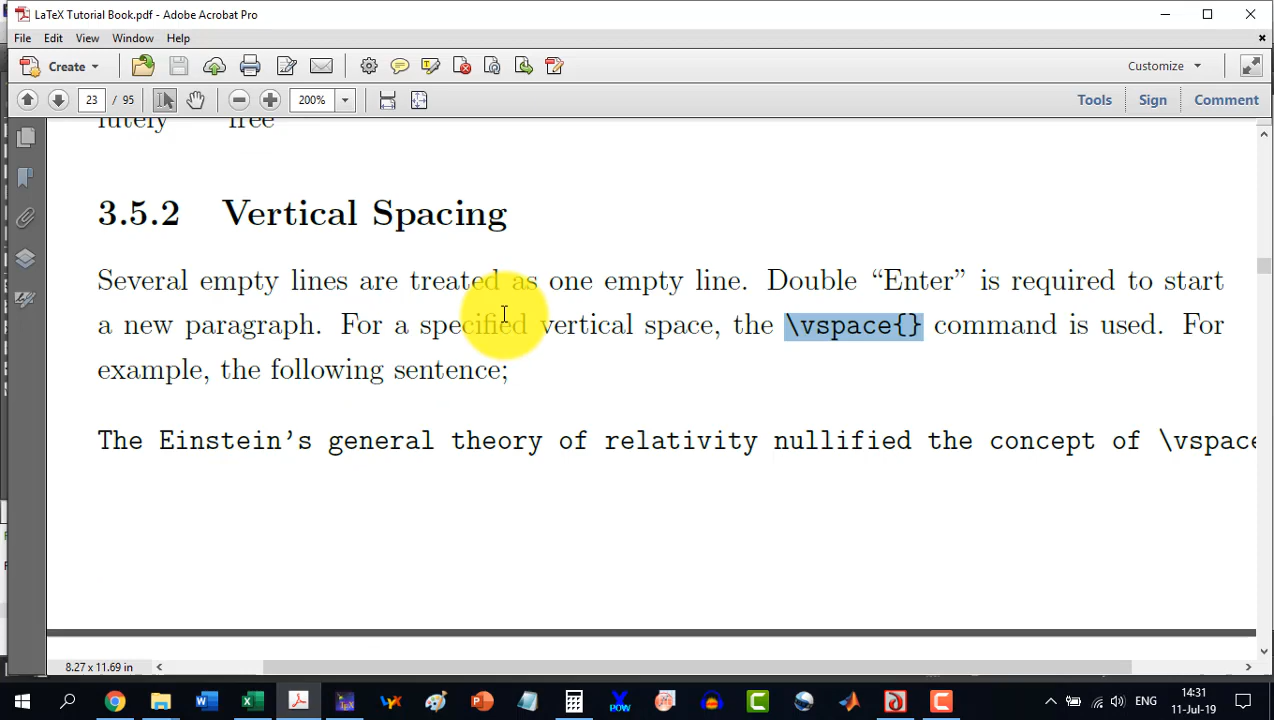 LaTeX Tutorial Book.pdf - Adobe Acrobat Pro
File Edit View Window Help
Create Customize
23 / 95 200% Tools Sign Comment
lutely free
3.5.2 Vertical Spacing
Several empty lines are treated as one empty line. Double “Enter” is required to start
a new paragraph. For a specified vertical space, the \vspace{} command is used. For
example, the following sentence;
The Einstein’s general theory of relativity nullified the concept of \vspace
8.27 x 11.69 in
POW
ENG 14:31
11-Jul-19